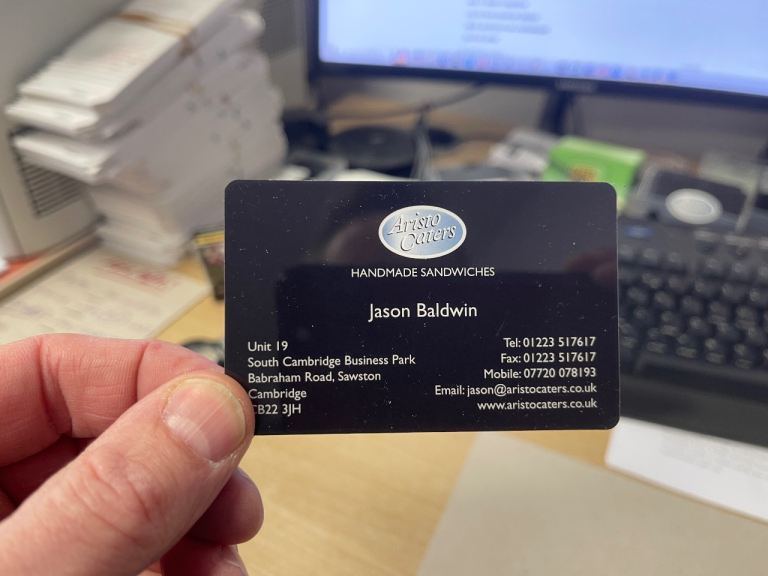 Aristo
Caters
HANDMADE SANDWICHES
Jason Baldwin
Unit 19
South Cambridge Business Park
Babraham Road, Sawston
Cambridge
CB22 3JH
Tel: 01223 517617
Fax: 01223 517617
Mobile: 07720 078193
Email: jason@aristocaters.co.uk
www.aristocaters.co.uk